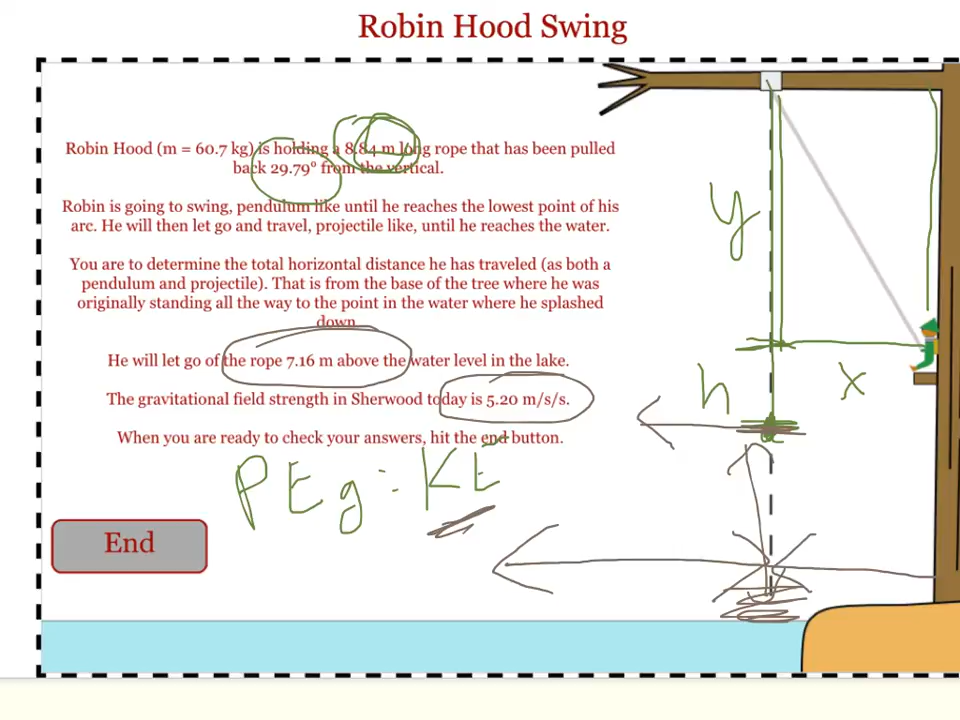 Robin Hood Swing
Robin Hood (m = 60.7 kg) is holding a 8.84 m long rope that has been pulled
back 29.79° from the vertical.
Robin is going to swing, pendulum like until he reaches the lowest point of his
arc. He will then let go and travel, projectile like, until he reaches the water.
You are to determine the total horizontal distance he has traveled (as both a
pendulum and projectile). That is from the base of the tree where he was
originally standing all the way to the point in the water where he splashed
down.
He will let go of the rope 7.16 m above the water level in the lake.
The gravitational field strength in Sherwood today is 5.20 m/s/s.
When you are ready to check your answers, hit the end button.
y
h
x
PEg = KE
End